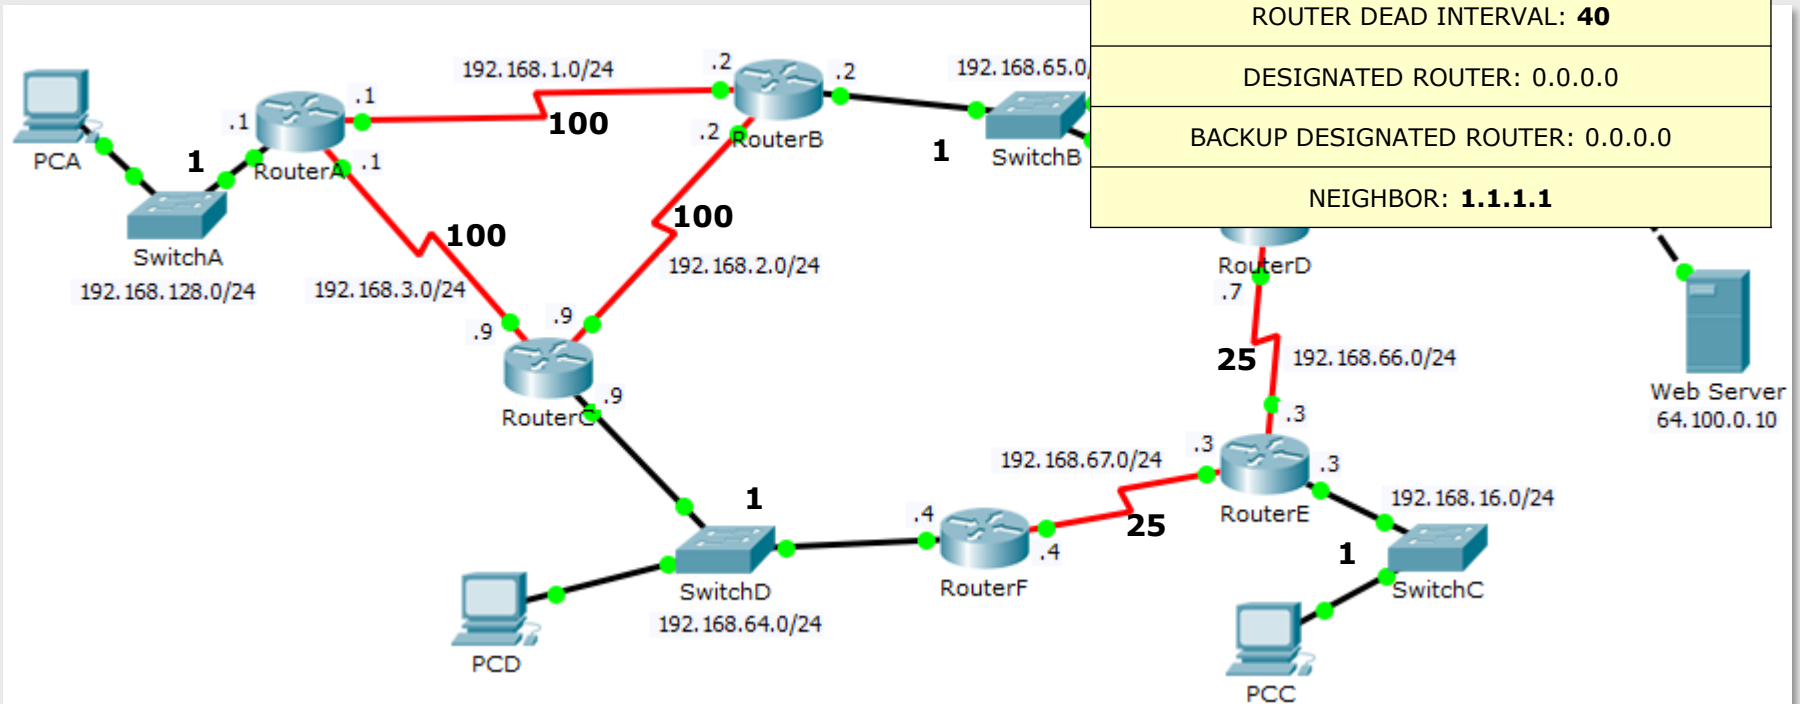 ROUTER DEAD INTERVAL: 40
DESIGNATED ROUTER: 0.0.0.0
BACKUP DESIGNATED ROUTER: 0.0.0.0
NEIGHBOR: 1.1.1.1
192.168.1.0/24
.2
.2
192.168.65.0/
.1
.1
100
.2
RouterB
PCA
1
RouterA
.1
1
SwitchB
100
100
SwitchA
192.168.2.0/24
RouterD
192.168.128.0/24
192.168.3.0/24
.7
.9
.9
25
192.168.66.0/24
Web Server
64.100.0.10
.9
RouterC
.3
.3
192.168.67.0/24
.3
192.168.16.0/24
1
.4
25
RouterE
.4
1
RouterF
SwitchD
SwitchC
192.168.64.0/24
PCD
PCC